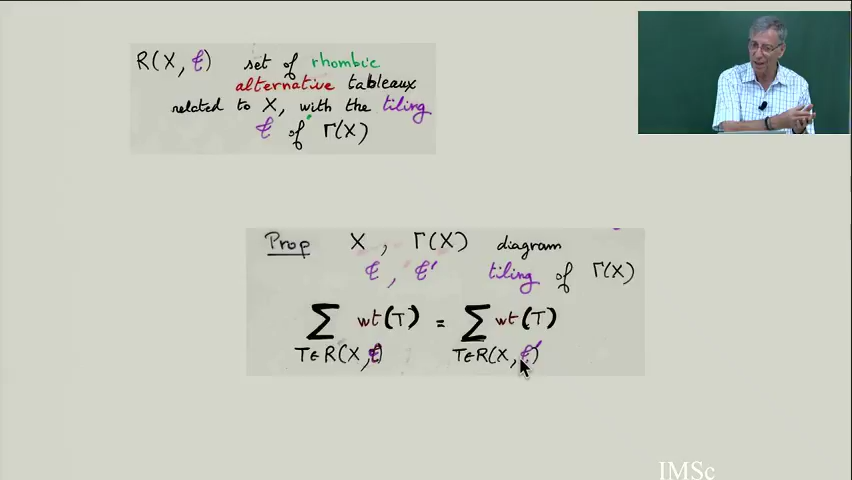 R(X, 𝒯) set of rhombic
alternative tableaux
related to X, with the tiling
𝒯 of Γ(X)
Prop X , Γ(X) diagram
𝒯 , 𝒯' tiling of Γ(X)
∑ wt(T) = ∑ wt(T)
T∈R(X,𝒯) T∈R(X,𝒯')
IMSc